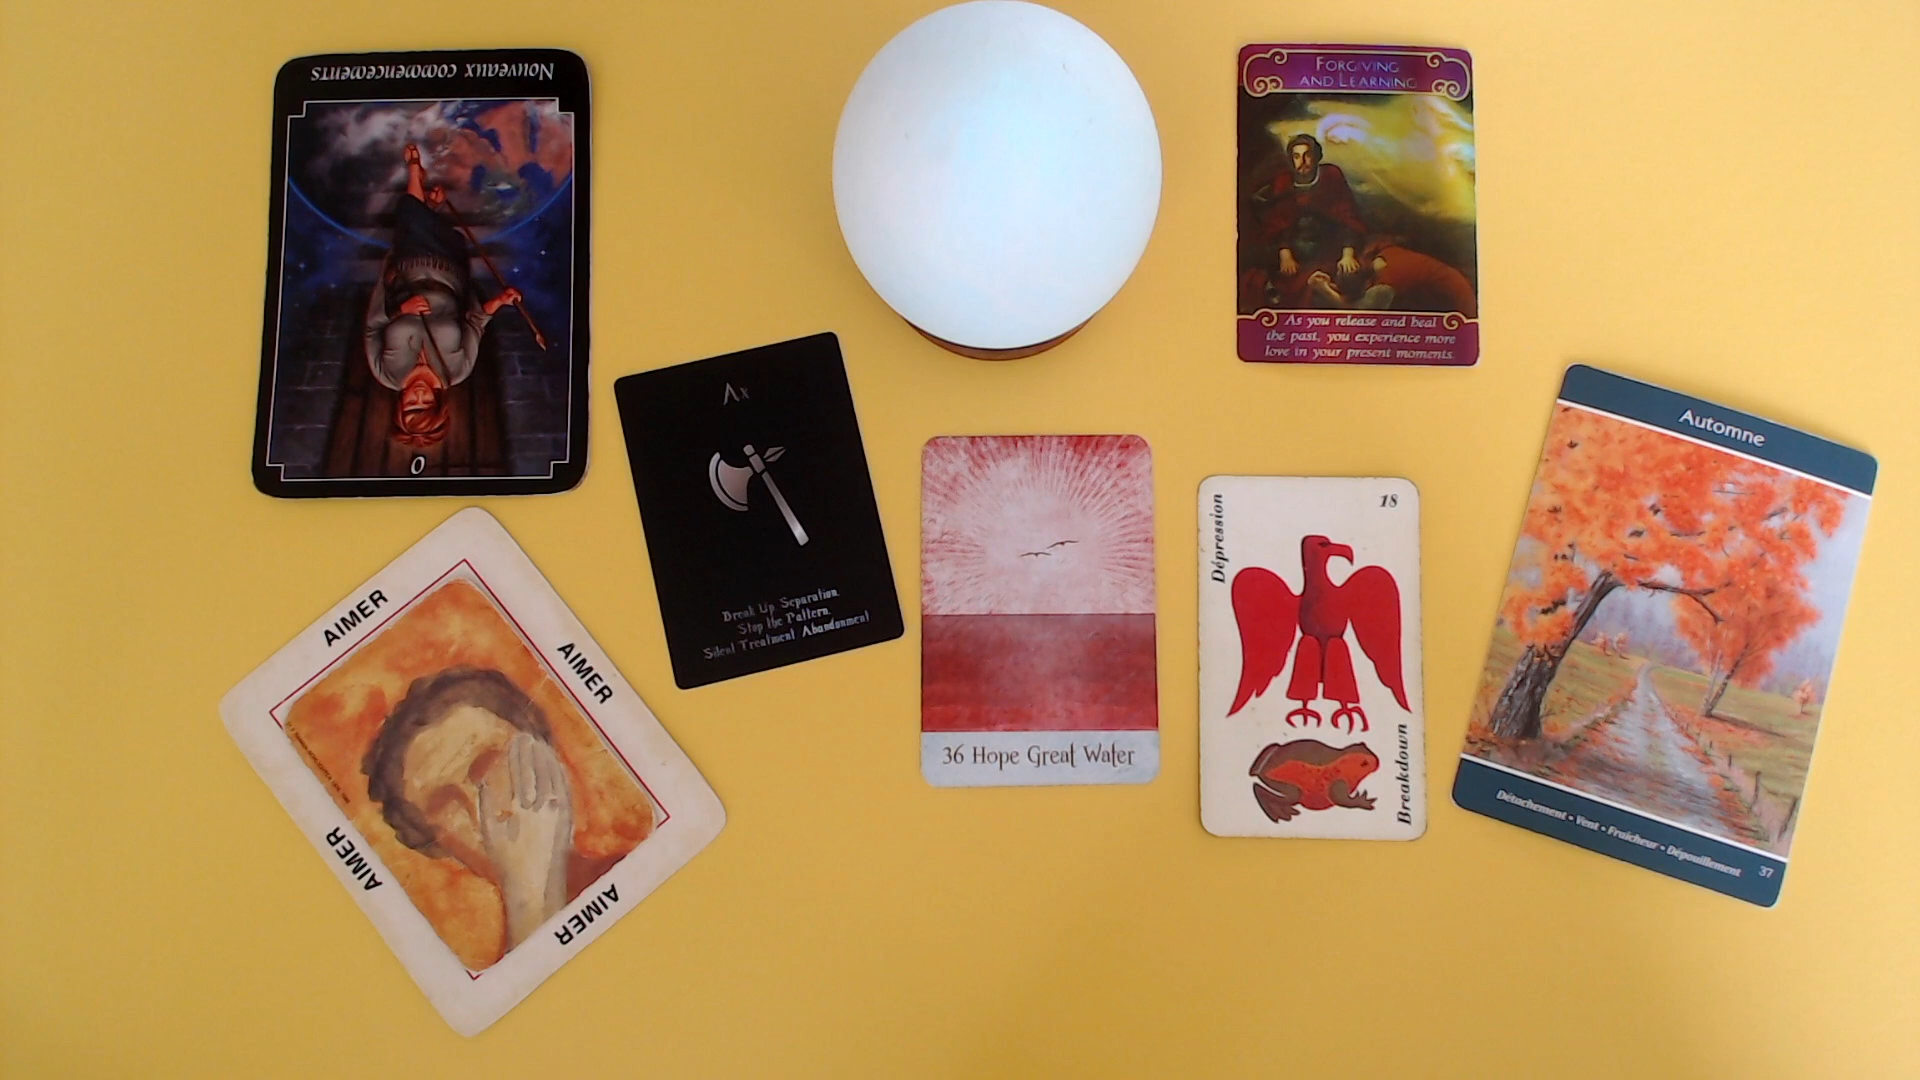 Nouveaux commencements
0
Forgiving
and Learning
As you release and heal
the past, you experience more
love in your present moments.
Ax
Break Up Separation.
Stop the Pattern.
Silent Treatment Abandonment
36 Hope Great Water
Dépression
18
Breakdown
Automne
Détachement • Vent • Fraîcheur • Dépouillement
37
AIMER
AIMER
AIMER
AIMER